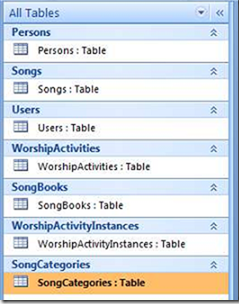 All Tables
Persons
Persons : Table
Songs
Songs : Table
Users
Users : Table
WorshipActivities
WorshipActivities : Table
SongBooks
SongBooks : Table
WorshipActivityInstances
WorshipActivityInstances : Table
SongCategories
SongCategories : Table